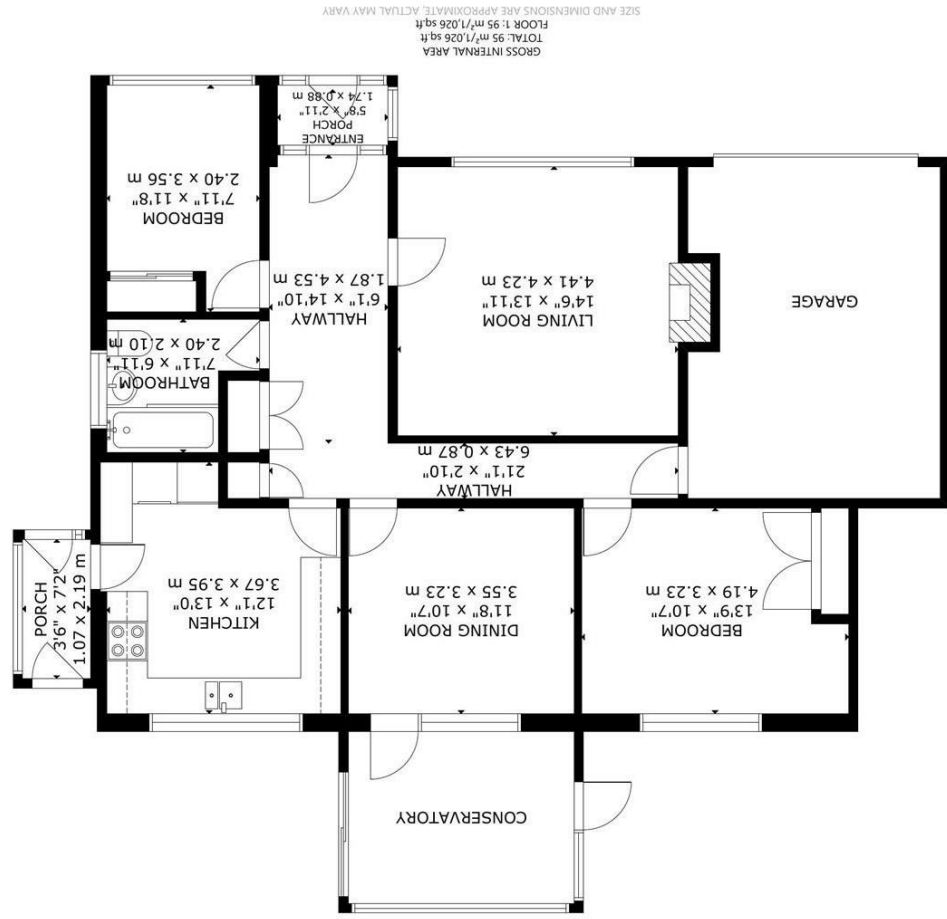 CONSERVATORY
BEDROOM
13'9" x 10'7"
4.19 x 3.23 m
DINING ROOM
11'8" x 10'7"
3.55 x 3.23 m
KITCHEN
12'1" x 13'0"
3.67 x 3.95 m
PORCH
3'6" x 7'2"
1.07 x 2.19 m
HALLWAY
21'1" x 2'10"
6.43 x 0.87 m
GARAGE
LIVING ROOM
14'6" x 13'11"
4.41 x 4.23 m
HALLWAY
6'1" x 14'10"
1.87 x 4.53 m
BATHROOM
7'11" x 6'11"
2.40 x 2.10 m
BEDROOM
7'11" x 11'8"
2.40 x 3.56 m
ENTRANCE
PORCH
5'8" x 2'11"
1.74 x 0.88 m
GROSS INTERNAL AREA
TOTAL: 95 m²/1,026 sq.ft
FLOOR 1: 95 m²/1,026 sq.ft
SIZE AND DIMENSIONS ARE APPROXIMATE, ACTUAL MAY VARY